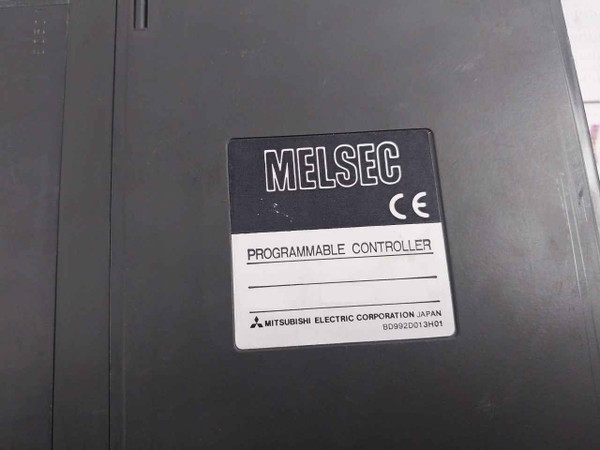 MELSEC
CE
PROGRAMMABLE CONTROLLER
MITSUBISHI ELECTRIC CORPORATION JAPAN
BD992D013H01